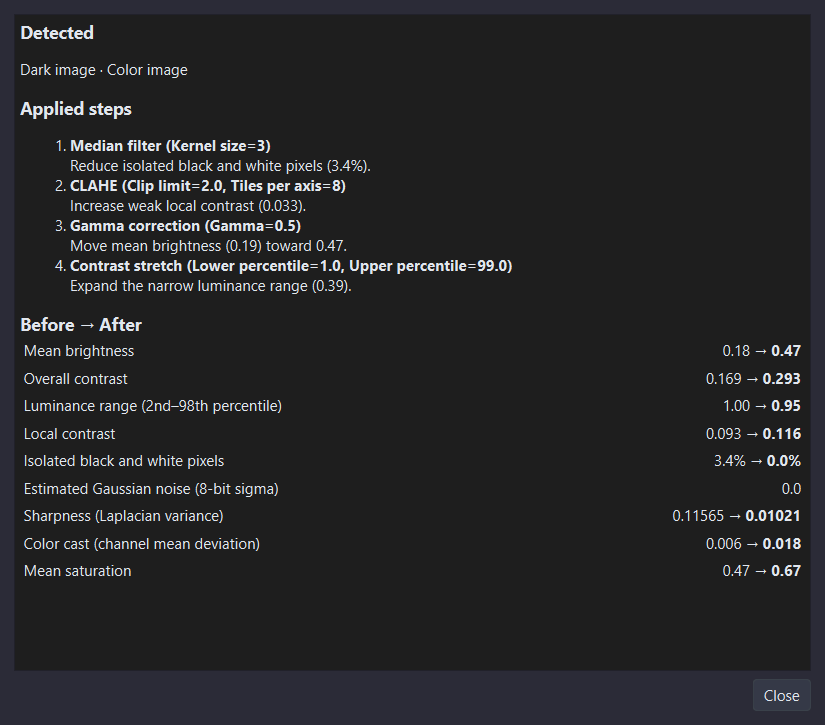 Detected
Dark image · Color image
Applied steps
1. Median filter (Kernel size=3)
Reduce isolated black and white pixels (3.4%).
2. CLAHE (Clip limit=2.0, Tiles per axis=8)
Increase weak local contrast (0.033).
3. Gamma correction (Gamma=0.5)
Move mean brightness (0.19) toward 0.47.
4. Contrast stretch (Lower percentile=1.0, Upper percentile=99.0)
Expand the narrow luminance range (0.39).
Before → After
Mean brightness 0.18 → 0.47
Overall contrast 0.169 → 0.293
Luminance range (2nd–98th percentile) 1.00 → 0.95
Local contrast 0.093 → 0.116
Isolated black and white pixels 3.4% → 0.0%
Estimated Gaussian noise (8-bit sigma) 0.0
Sharpness (Laplacian variance) 0.11565 → 0.01021
Color cast (channel mean deviation) 0.006 → 0.018
Mean saturation 0.47 → 0.67
Close